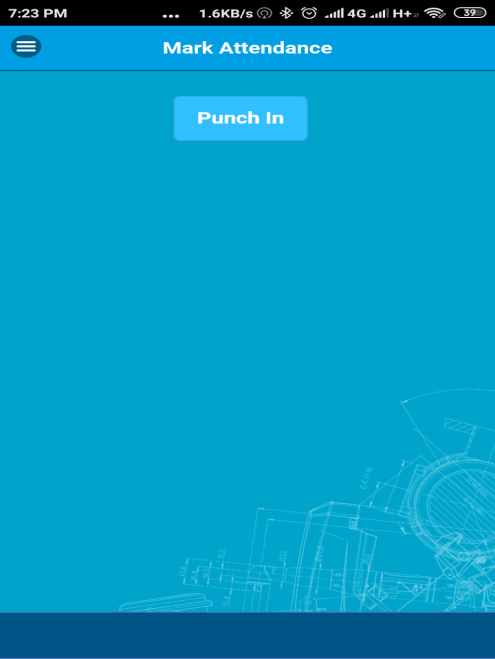 7:23 PM ... 1.6KB/s 4G H+ 39
Mark Attendance
Punch In